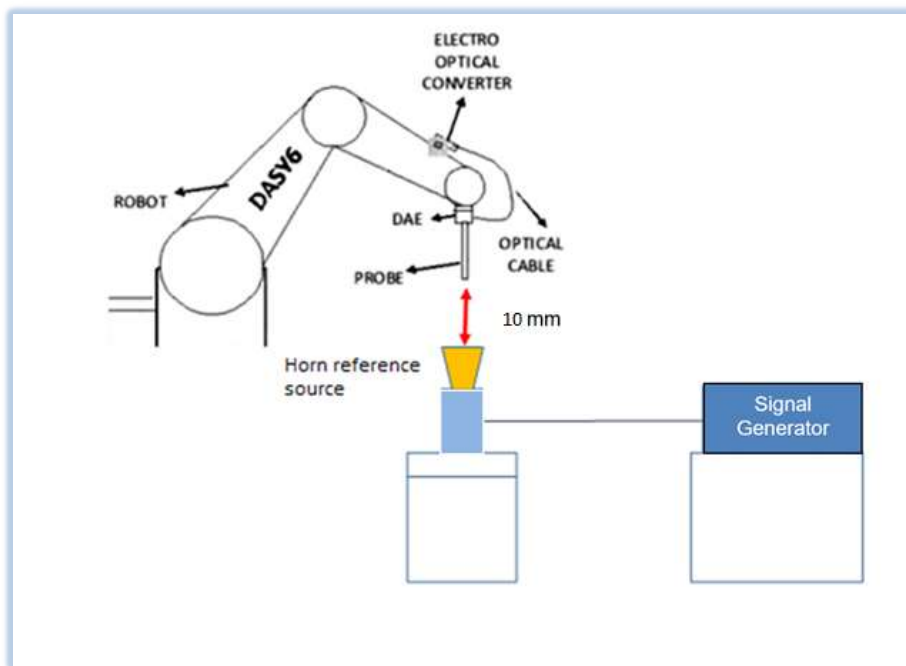 ELECTRO
OPTICAL
CONVERTER
DASY6
ROBOT
DAE
OPTICAL
CABLE
PROBE
10 mm
Horn reference
source
Signal
Generator